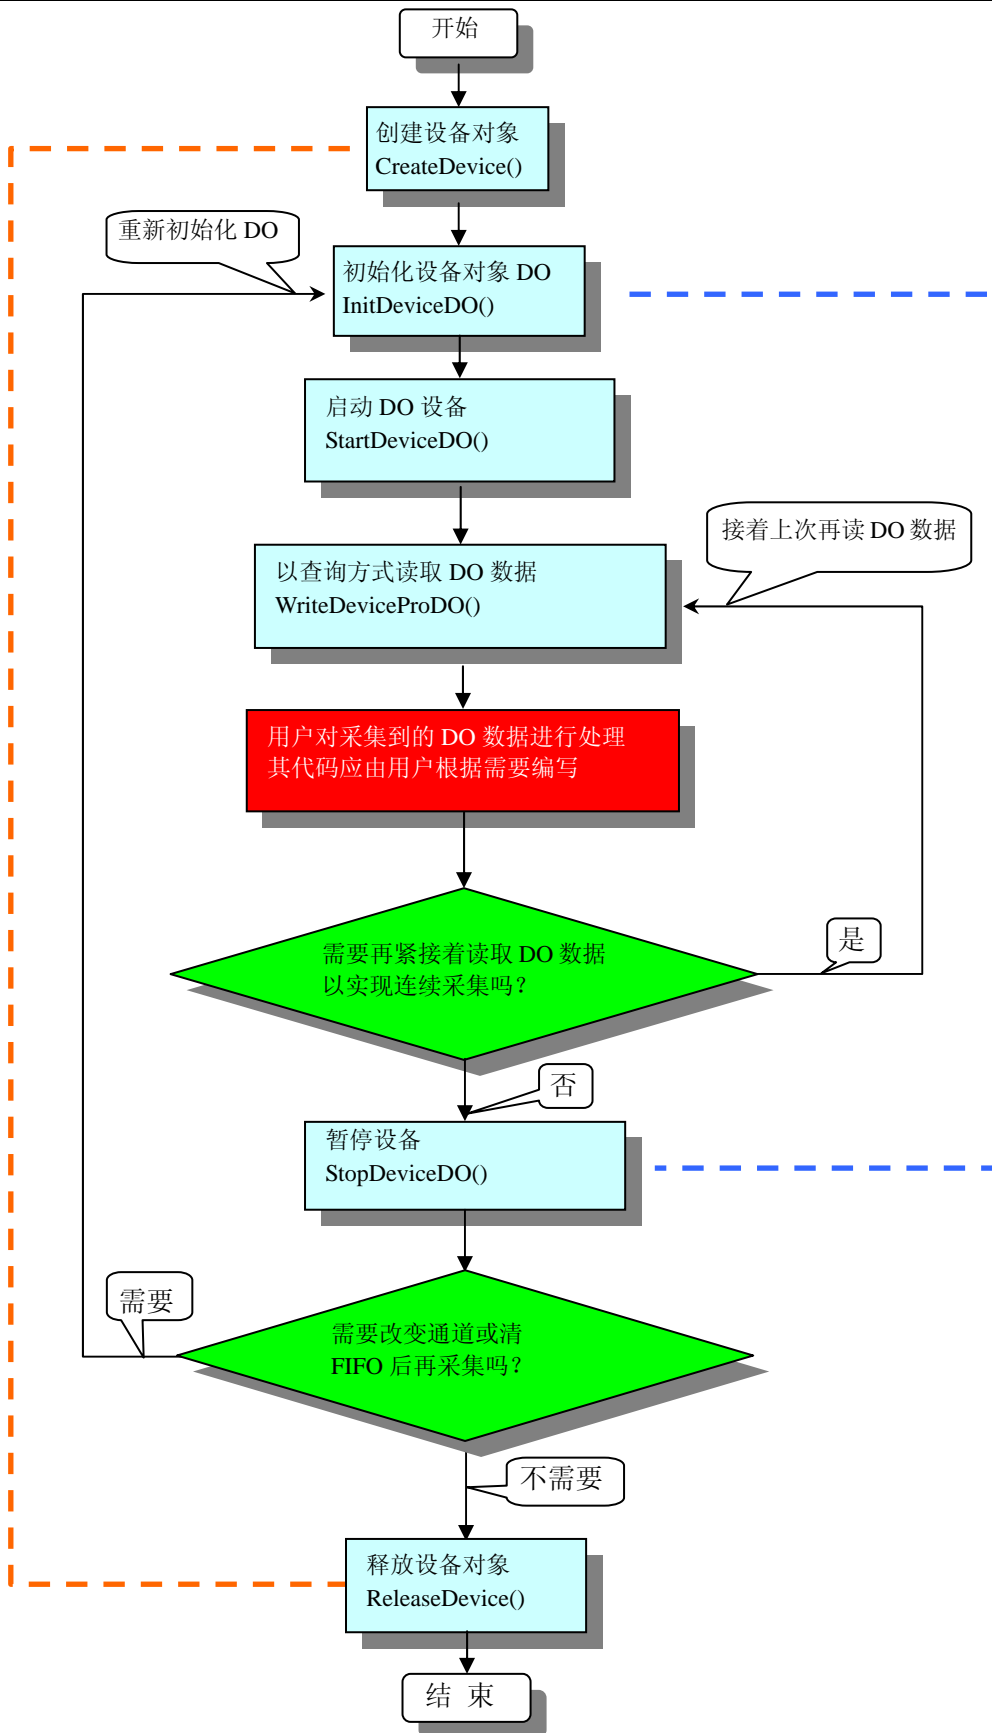 开始
创建设备对象
CreateDevice()
重新初始化 DO
初始化设备对象 DO
InitDeviceDO()
启动 DO 设备
StartDeviceDO()
接着上次再读 DO 数据
以查询方式读取 DO 数据
WriteDeviceProDO()
用户对采集到的 DO 数据进行处理
其代码应由用户根据需要编写
需要再紧接着读取 DO 数据
以实现连续采集吗？
是
否
暂停设备
StopDeviceDO()
需要
需要改变通道或清
FIFO 后再采集吗？
不需要
释放设备对象
ReleaseDevice()
结 束